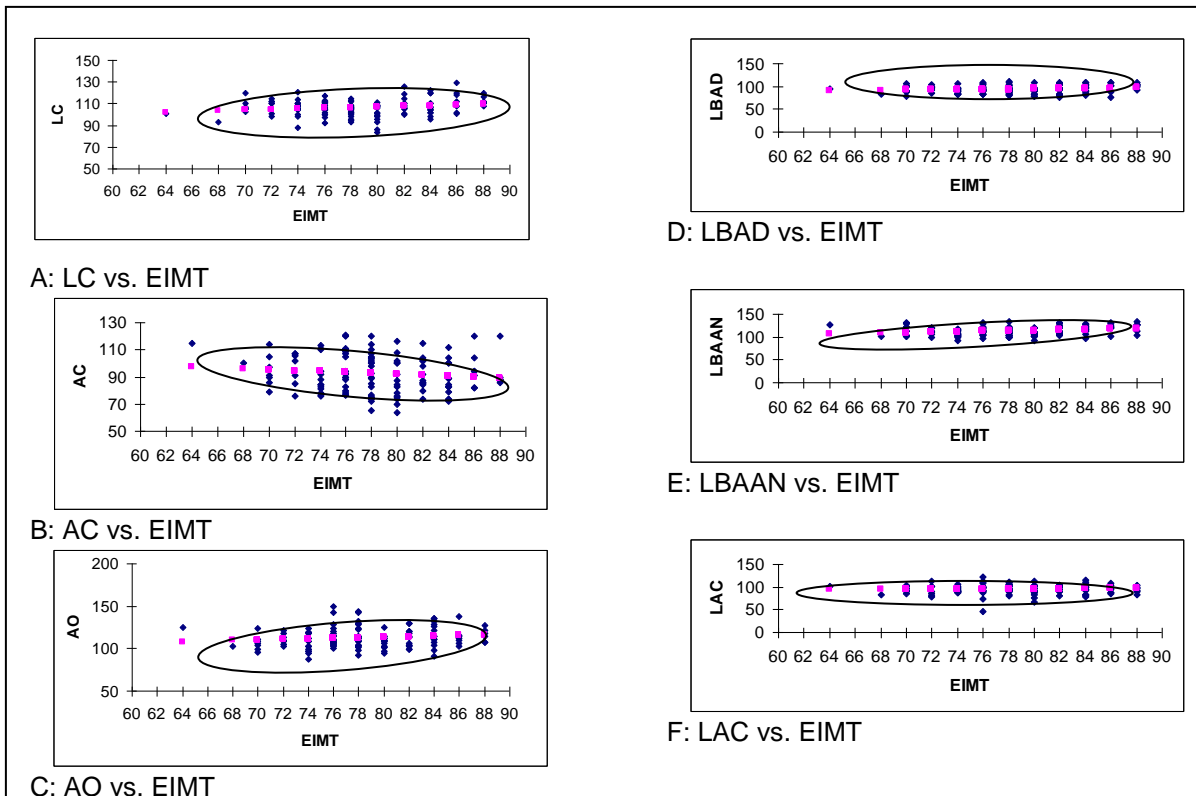 150
130
110
90
70
50
LC
60 62 64 66 68 70 72 74 76 78 80 82 84 86 88 90
EIMT
A: LC vs. EIMT
130
110
90
70
50
AC
60 62 64 66 68 70 72 74 76 78 80 82 84 86 88 90
EIMT
B: AC vs. EIMT
200
150
100
50
AO
60 62 64 66 68 70 72 74 76 78 80 82 84 86 88 90
EIMT
C: AO vs. EIMT
150
100
50
0
LBAD
60 62 64 66 68 70 72 74 76 78 80 82 84 86 88 90
EIMT
D: LBAD vs. EIMT
150
100
50
0
LBAAN
60 62 64 66 68 70 72 74 76 78 80 82 84 86 88 90
EIMT
E: LBAAN vs. EIMT
150
100
50
0
LAC
60 62 64 66 68 70 72 74 76 78 80 82 84 86 88 90
EIMT
F: LAC vs. EIMT